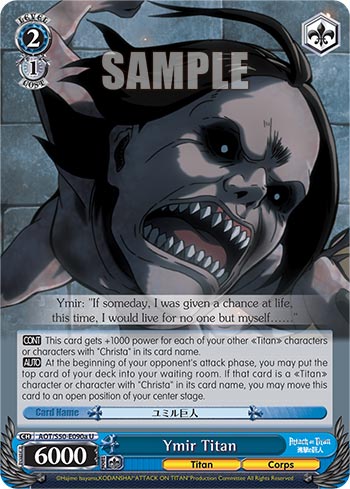 LEVEL
2
1
COST
SAMPLE
Ymir: "If someday, I was given a chance at life,
this time, I would live for no one but myself……"
CONT This card gets +1000 power for each of your other «Titan» characters
or characters with "Christa" in its card name.
AUTO At the beginning of your opponent's attack phase, you may put the
top card of your deck into your waiting room. If that card is a «Titan»
character or character with "Christa" in its card name, you may move this
card to an open position of your center stage.
Card Name
ユミル巨人
CH AOT/S50-E090a U
Ymir Titan
Attack on Titan
進撃の巨人
6000
Titan
Corps
©Hajime Isayama,KODANSHA/"ATTACK ON TITAN"Production Committee All Rights Reserved.